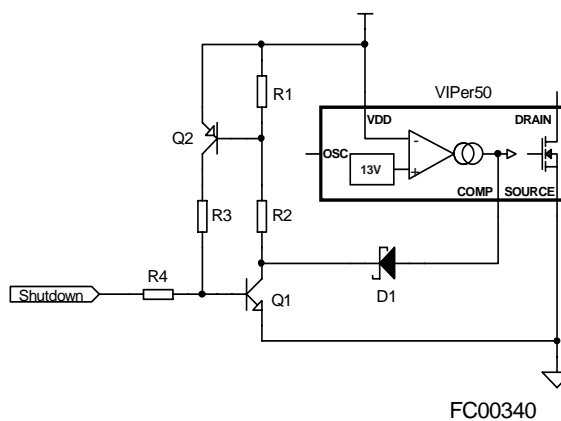 VIPer50
R1
VDD
DRAIN
Q2
-
OSC
13V
+
COMP
SOURCE
R3
R2
R4
D1
Shutdown
Q1
FC00340